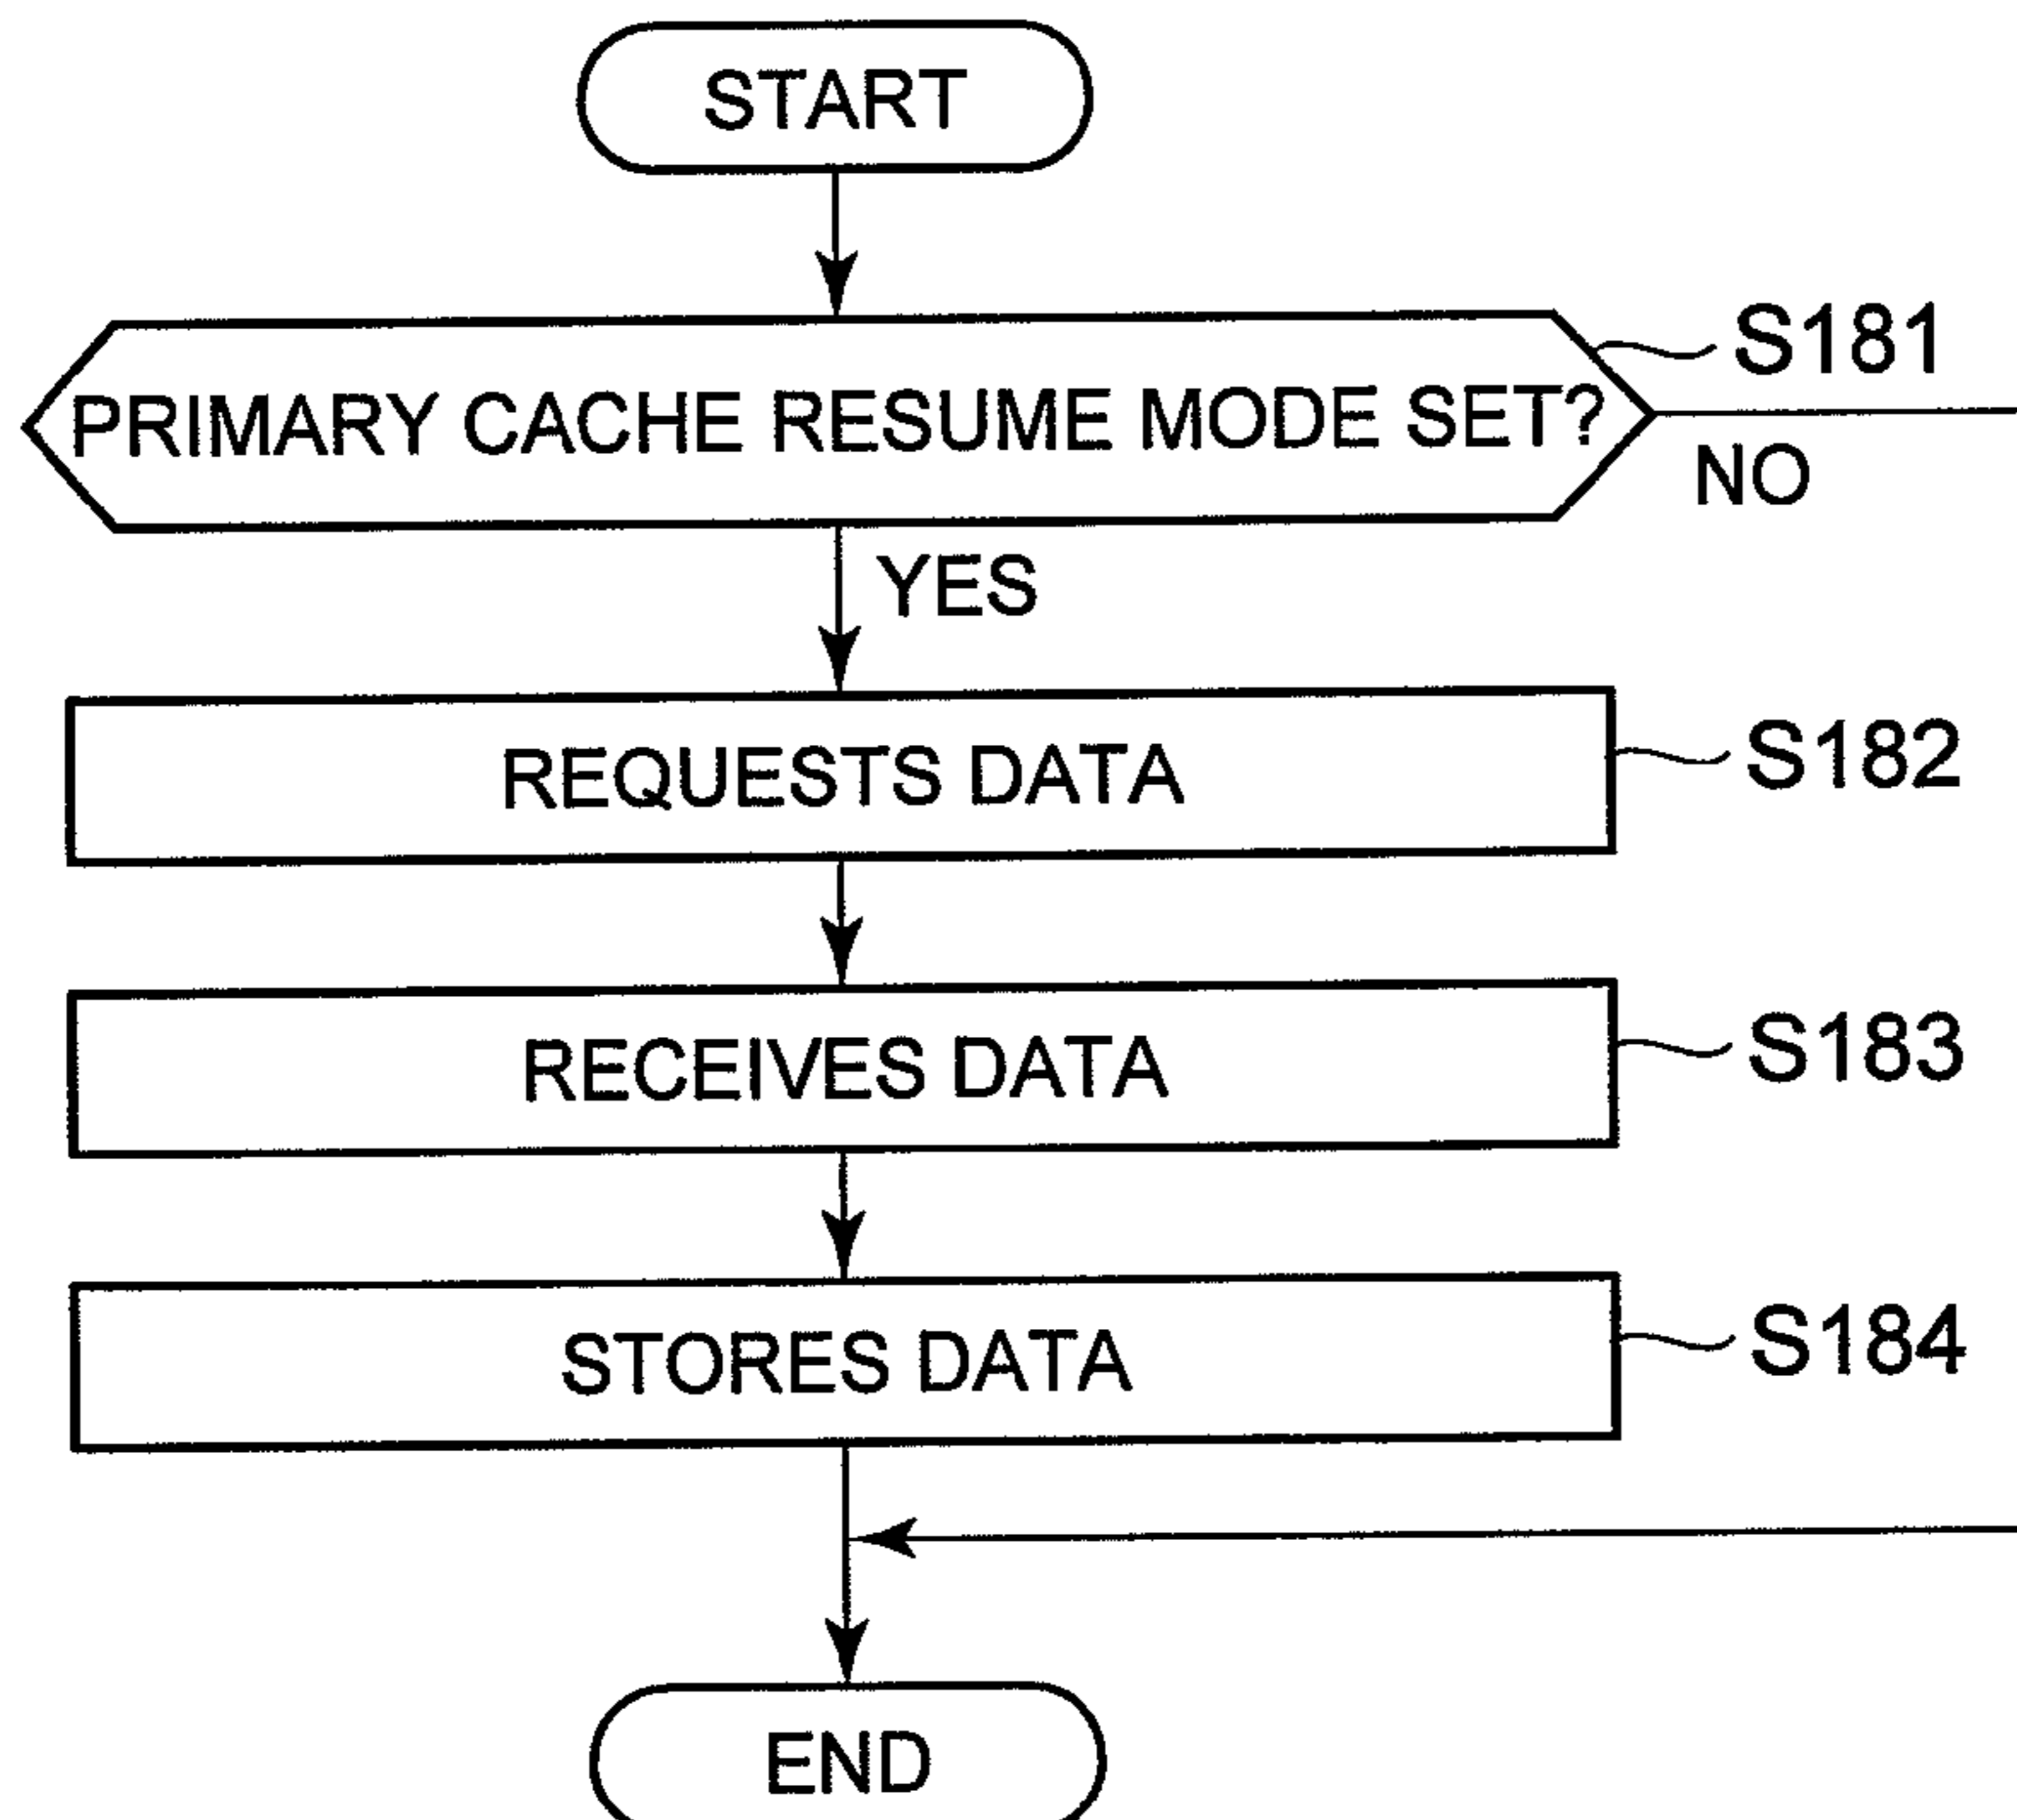 START
PRIMARY CACHE RESUME MODE SET?
S181
NO
YES
REQUESTS DATA
S182
RECEIVES DATA
S183
STORES DATA
S184
END